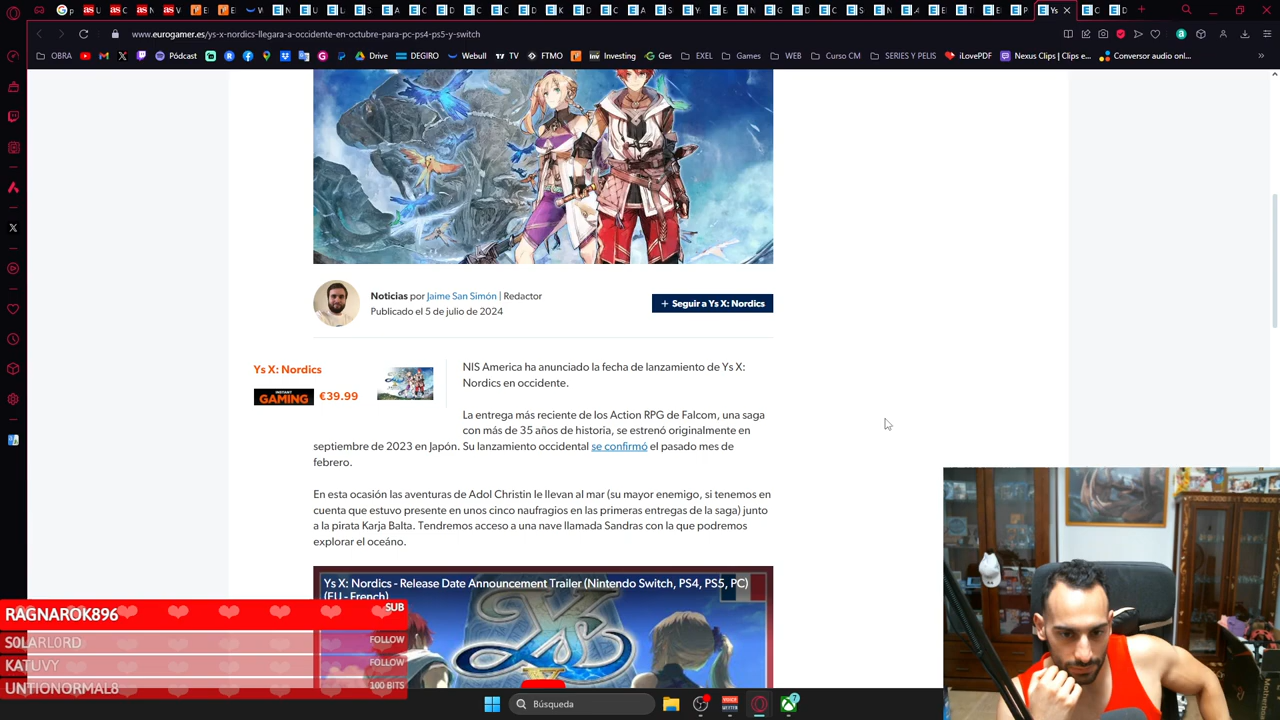 www.eurogamer.es/ys-x-nordics-llegara-a-occidente-en-octubre-para-pc-ps4-ps5-y-switch
OBRA
Pódcast
Drive
DEGIRO
Webull
TV
FTMO
Investing
Ges
EXEL
Games
WEB
Curso CM
SERIES Y PELIS
iLovePDF
Nexus Clips | Clips e...
Conversor audio onl...
Noticias por Jaime San Simón | Redactor
Publicado el 5 de julio de 2024
+ Seguir a Ys X: Nordics
Ys X: Nordics
INSTANT GAMING €39.99
NIS America ha anunciado la fecha de lanzamiento de Ys X:
Nordics en occidente.
La entrega más reciente de los Action RPG de Falcom, una saga
con más de 35 años de historia, se estrenó originalmente en
septiembre de 2023 en Japón. Su lanzamiento occidental se confirmó el pasado mes de
febrero.
En esta ocasión las aventuras de Adol Christin le llevan al mar (su mayor enemigo, si tenemos en
cuenta que estuvo presente en unos cinco naufragios en las primeras entregas de la saga) junto
a la pirata Karja Balta. Tendremos acceso a una nave llamada Sandras con la que podremos
explorar el oceáno.
Ys X: Nordics - Release Date Announcement Trailer (Nintendo Switch, PS4, PS5, PC)
(EU - French)
Ys
RAGNAROK896 SUB
S0LARL0RD FOLLOW
KATUVY FOLLOW
UNTIONORMAL8 100 BITS
Búsqueda